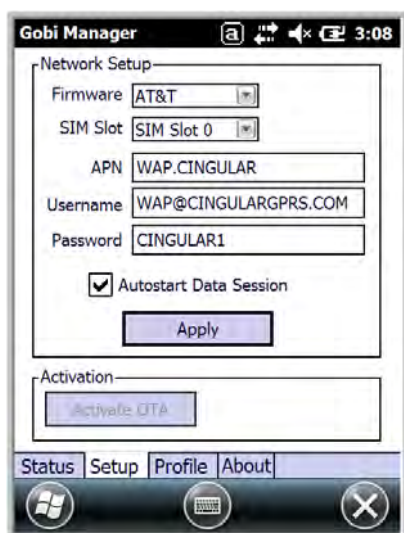 Gobi Manager a 3:08
Network Setup
Firmware AT&T
SIM Slot SIM Slot 0
APN WAP.CINGULAR
Username WAP@CINGULARGPRS.COM
Password CINGULAR1
Autostart Data Session
Apply
Activation
Activate OTA
Status Setup Profile About